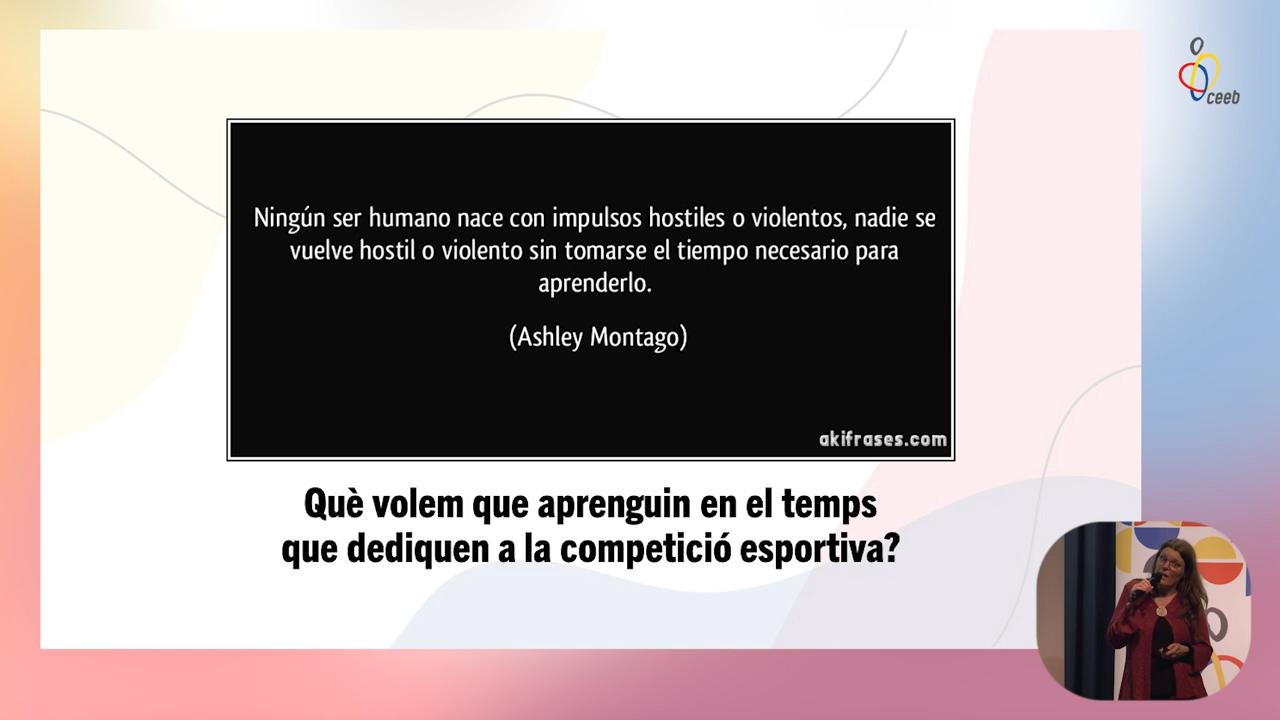 ceeb
Ningún ser humano nace con impulsos hostiles o violentos, nadie se
vuelve hostil o violento sin tomarse el tiempo necesario para
aprenderlo.
(Ashley Montago)
akifrases.com
Què volem que aprenguin en el temps
que dediquen a la competició esportiva?